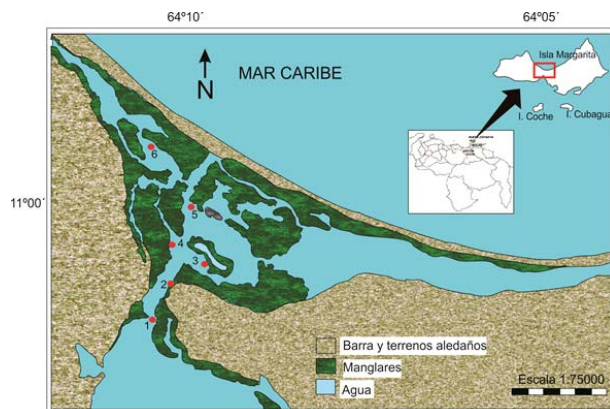 64º10´
64º05´
Isla Margarita
MAR CARIBE
N
I. Coche
I. Cubagua
11º00´
6
5
4
3
2
1
Barra y terrenos aledaños
Manglares
Agua
Escala 1:75000